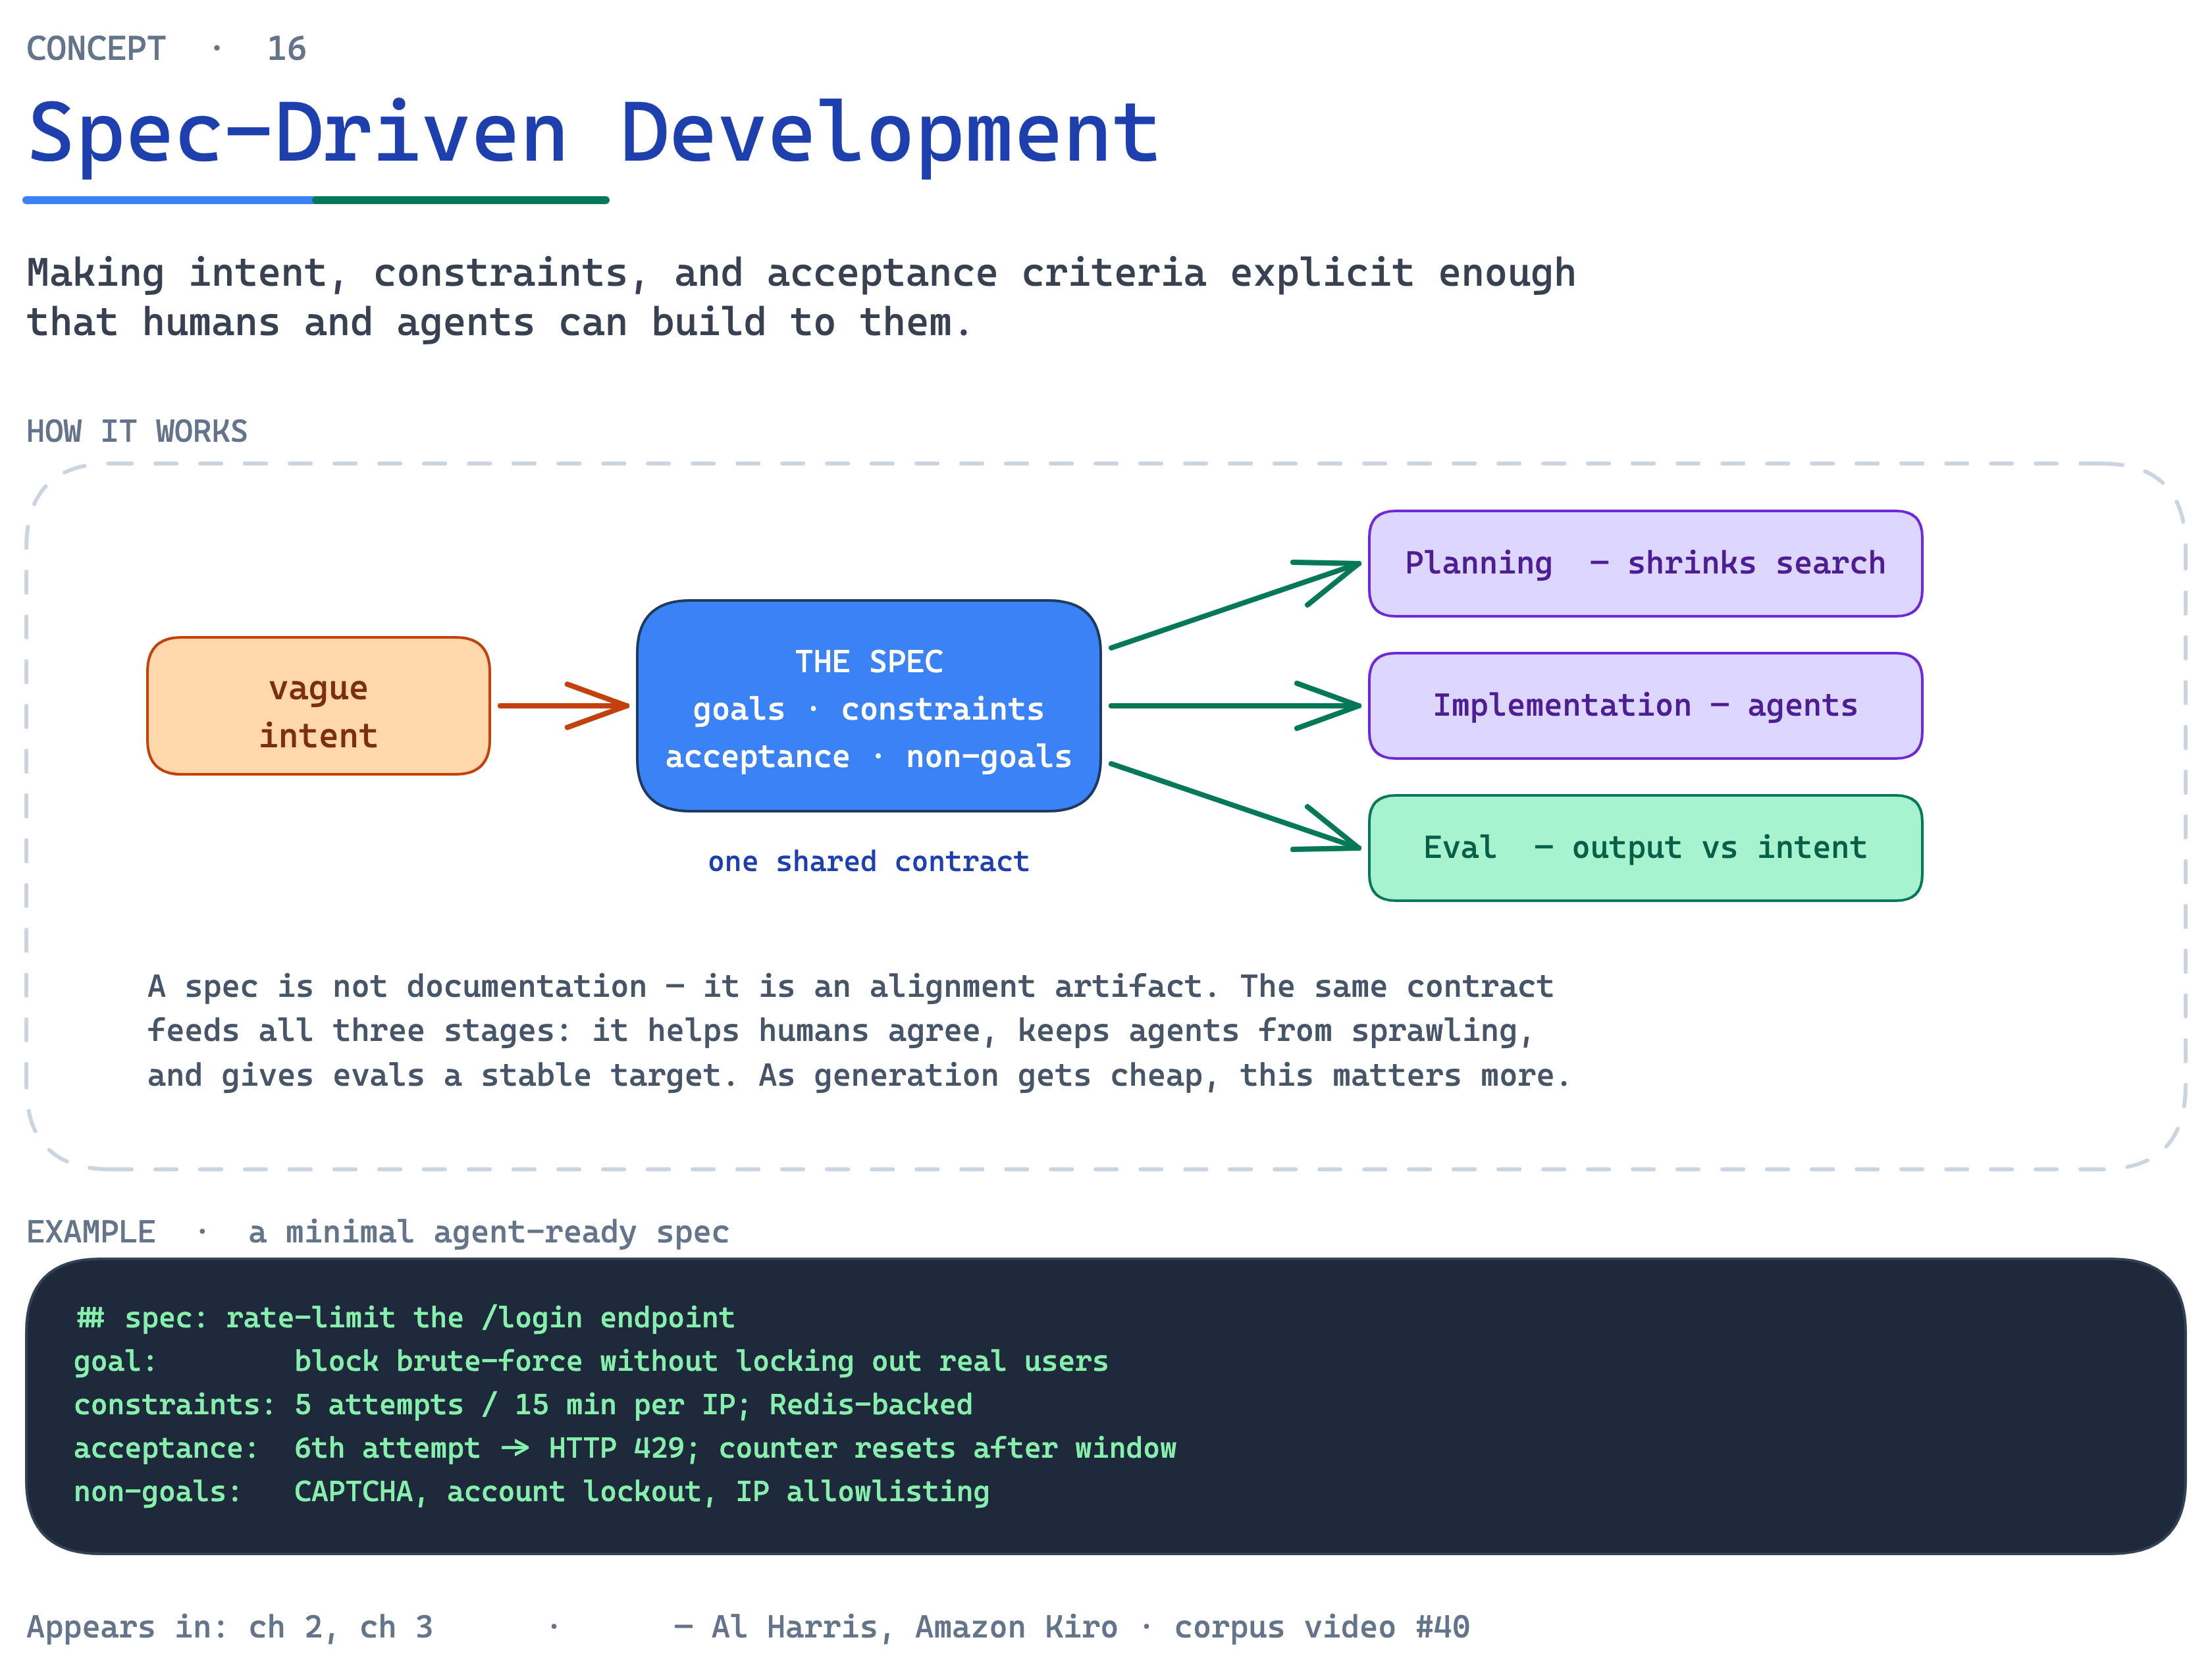 CONCEPT · 16
Spec-Driven Development
Making intent, constraints, and acceptance criteria explicit enough
that humans and agents can build to them.
HOW IT WORKS
vague
intent
THE SPEC
goals · constraints
acceptance · non-goals
one shared contract
Planning — shrinks search
Implementation — agents
Eval — output vs intent
A spec is not documentation — it is an alignment artifact. The same contract
feeds all three stages: it helps humans agree, keeps agents from sprawling,
and gives evals a stable target. As generation gets cheap, this matters more.
EXAMPLE · a minimal agent-ready spec
## spec: rate-limit the /login endpoint
goal: block brute-force without locking out real users
constraints: 5 attempts / 15 min per IP; Redis-backed
acceptance: 6th attempt → HTTP 429; counter resets after window
non-goals: CAPTCHA, account lockout, IP allowlisting
Appears in: ch 2, ch 3 · — Al Harris, Amazon Kiro · corpus video #40